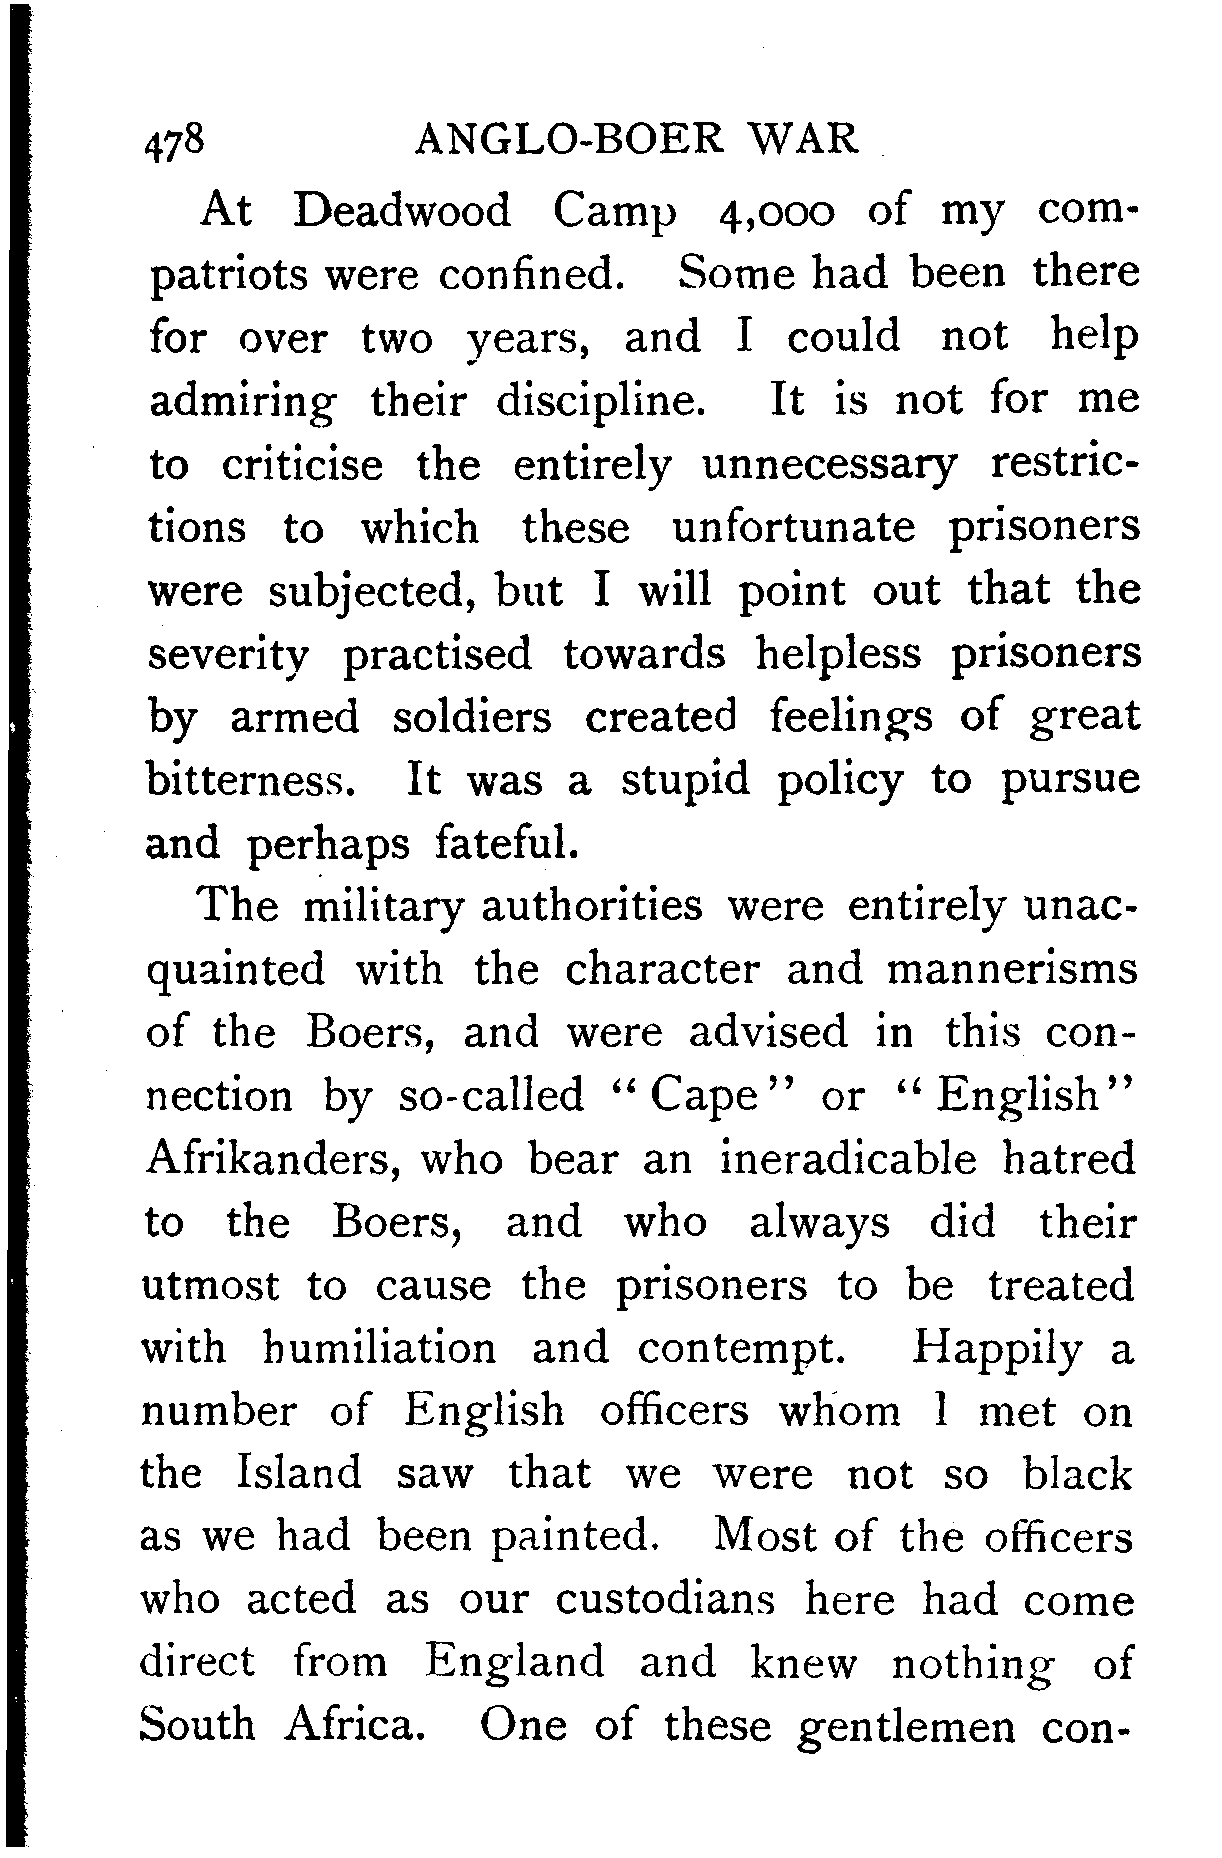 478 ANGLO-BOER WAR
At Deadwood Camp 4,000 of my com-
patriots were confined. Some had been there
for over two years, and I could not help
admiring their discipline. It is not for me
to criticise the entirely unnecessary restric-
tions to which these unfortunate prisoners
were subjected, but I will point out that the
severity practised towards helpless prisoners
by armed soldiers created feelings of great
bitterness. It was a stupid policy to pursue
and perhaps fateful.
The military authorities were entirely unac-
quainted with the character and mannerisms
of the Boers, and were advised in this con-
nection by so-called “ Cape ” or “ English ”
Afrikanders, who bear an ineradicable hatred
to the Boers, and who always did their
utmost to cause the prisoners to be treated
with humiliation and contempt. Happily a
number of English officers whom I met on
the Island saw that we were not so black
as we had been painted. Most of the officers
who acted as our custodians here had come
direct from England and knew nothing of
South Africa. One of these gentlemen con-